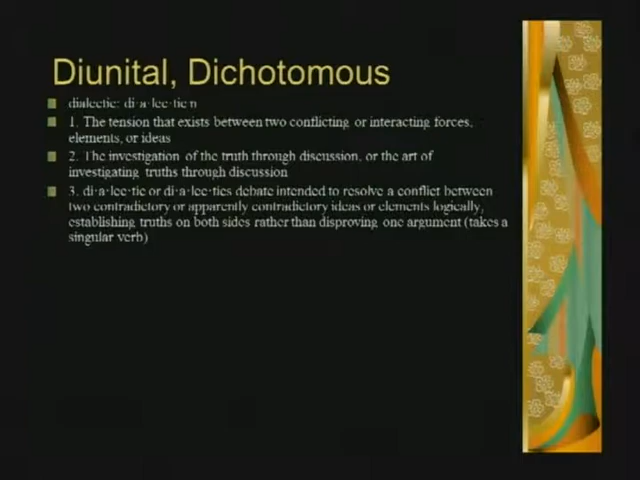 Diunital, Dichotomous
dialectic: di·a·lec·tic n
1. The tension that exists between two conflicting or interacting forces,
elements, or ideas
2. The investigation of the truth through discussion, or the art of
investigating truths through discussion
3. di·a·lec·tic or di·a·lec·tics debate intended to resolve a conflict between
two contradictory or apparently contradictory ideas or elements logically,
establishing truths on both sides rather than disproving one argument (takes a
singular verb)